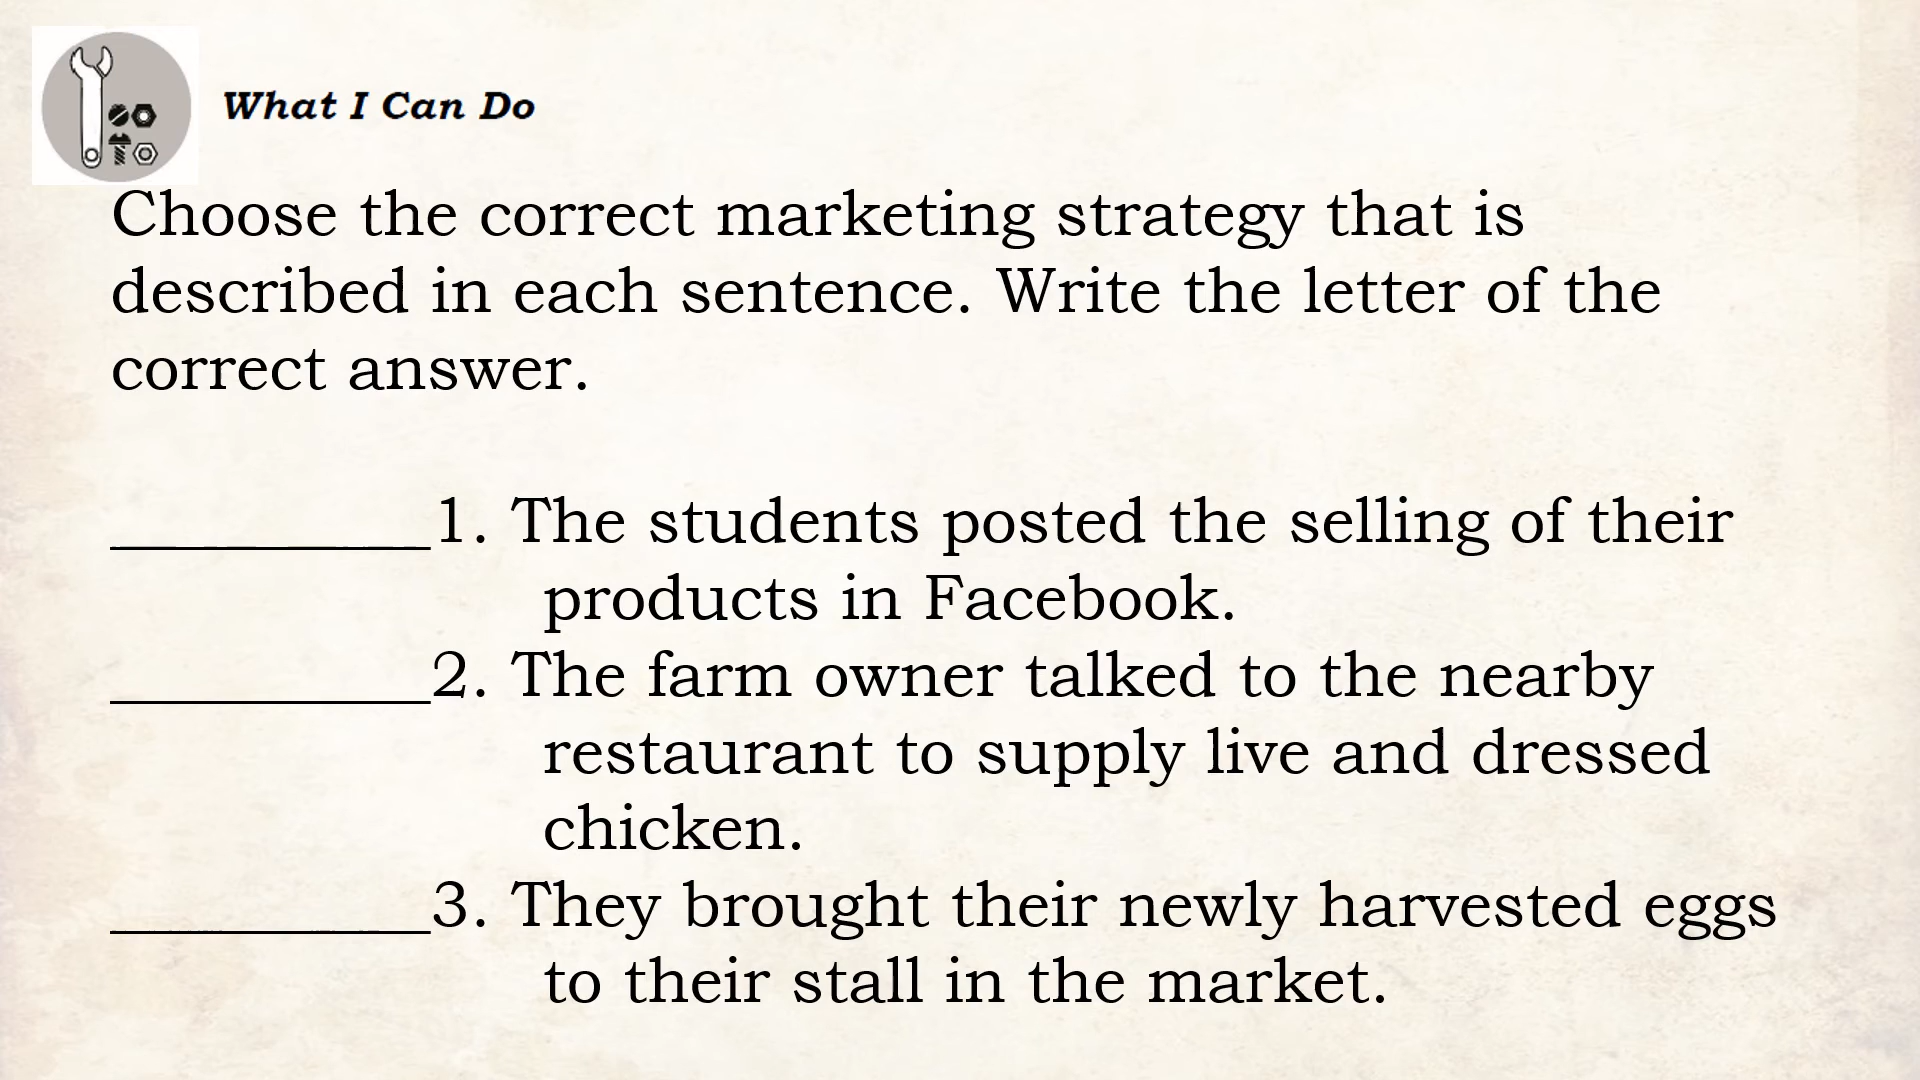 What I Can Do
Choose the correct marketing strategy that is
described in each sentence. Write the letter of the
correct answer.
__________1. The students posted the selling of their
products in Facebook.
__________2. The farm owner talked to the nearby
restaurant to supply live and dressed
chicken.
__________3. They brought their newly harvested eggs
to their stall in the market.